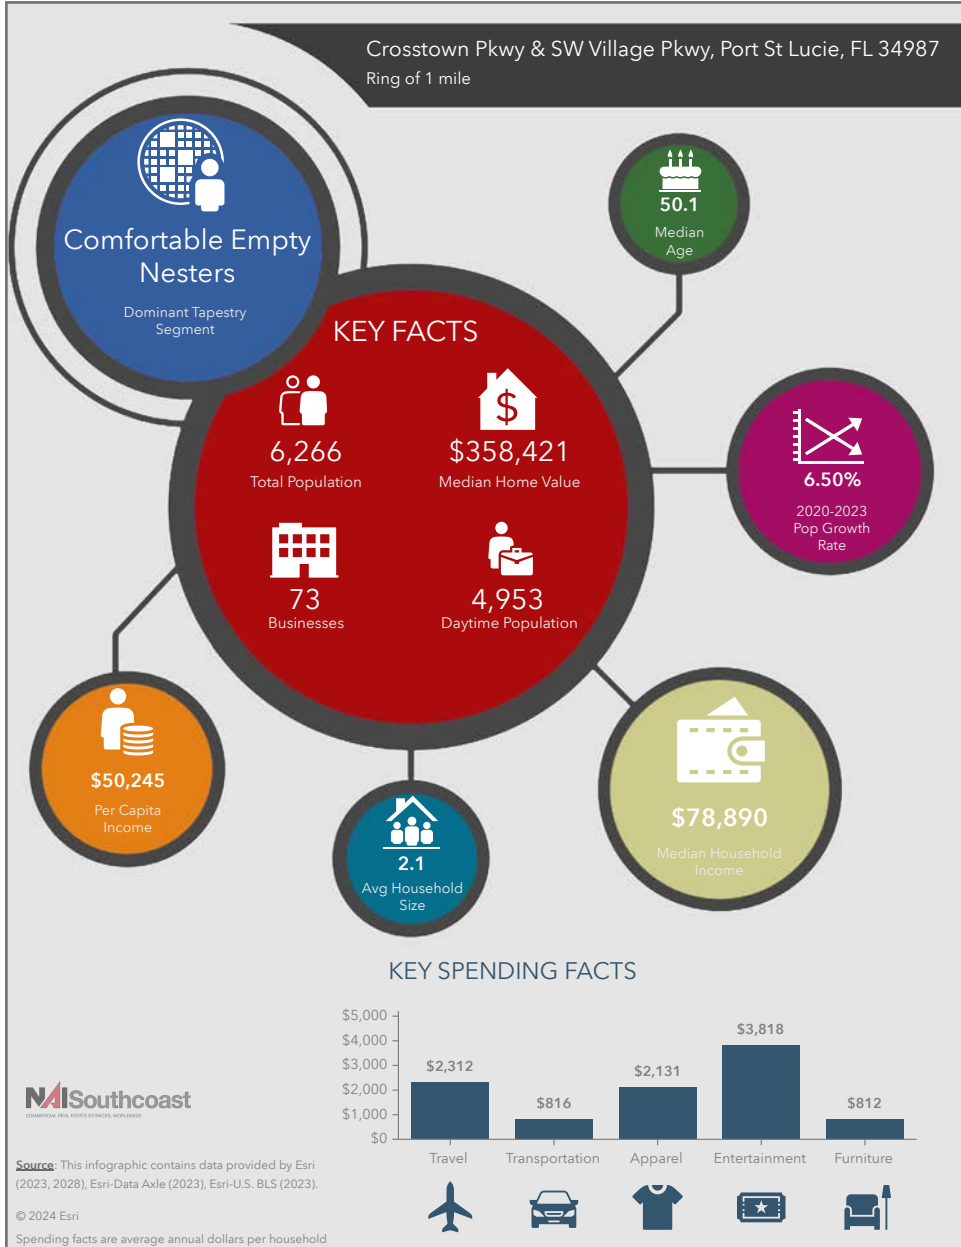 Crosstown Pkwy & SW Village Pkwy, Port St Lucie, FL 34987
Ring of 1 mile
Comfortable Empty
Nesters
Dominant Tapestry
Segment
50.1
Median
Age
KEY FACTS
6,266
Total Population
$
$358,421
Median Home Value
73
Businesses
4,953
Daytime Population
6.50%
2020-2023
Pop Growth
Rate
$50,245
Per Capita
Income
2.1
Avg Household
Size
$78,890
Median Household
Income
KEY SPENDING FACTS
$5,000
$4,000
$3,000
$2,000
$1,000
$0
$2,312
$816
$2,131
$3,818
$812
Travel
Transportation
Apparel
Entertainment
Furniture
NAISouthcoast
COMMERCIAL REAL ESTATE SERVICES, WORLDWIDE
Source: This infographic contains data provided by Esri
(2023, 2028), Esri-Data Axle (2023), Esri-U.S. BLS (2023).
© 2024 Esri
Spending facts are average annual dollars per household